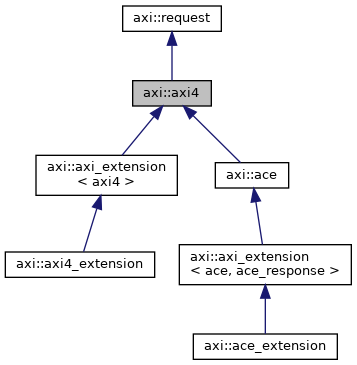 axi::request
axi::axi4
axi::axi_extension
< axi4 >
axi::ace
axi::axi4_extension
axi::axi_extension
< ace, ace_response >
axi::ace_extension